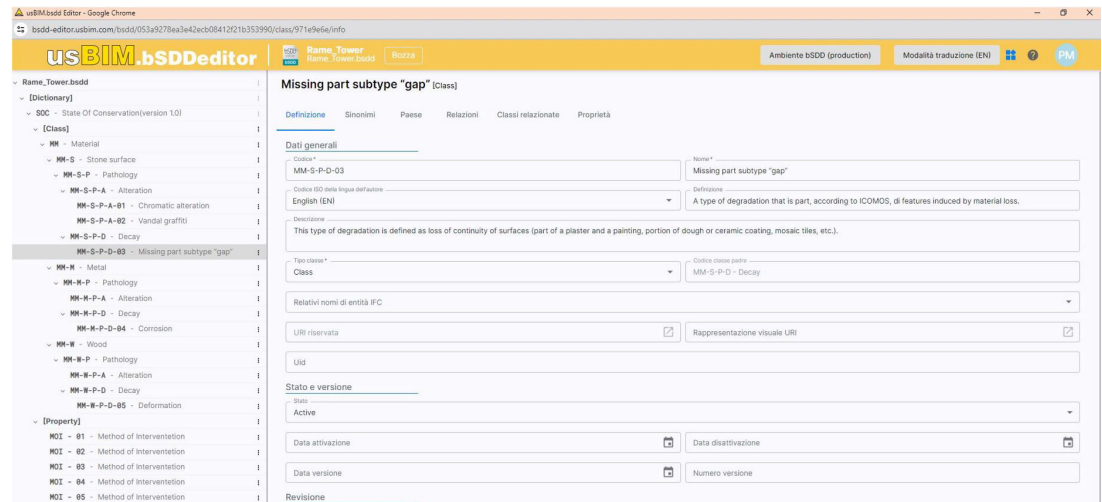 usBIM.bsdd Editor - Google Chrome
bsdd-editor.usbim.com/bsdd/053a9278ea3e42ecb08412f21b353990/class/971e9e6e/info
usBIM.bSDDeditor
bSDD
Rame_Tower
Rame_Tower.bsdd
Bozza
Ambiente bSDD (production)
Modalità traduzione (EN)
PM
Rame_Tower.bsdd
[Dictionary]
SOC - State Of Conservation(version 1.0)
[Class]
MM - Material
MM-S - Stone surface
MM-S-P - Pathology
MM-S-P-A - Alteration
MM-S-P-A-01 - Chromatic alteration
MM-S-P-A-02 - Vandal graffiti
MM-S-P-D - Decay
MM-S-P-D-03 - Missing part subtype "gap"
MM-M - Metal
MM-M-P - Pathology
MM-M-P-A - Alteration
MM-M-P-D - Decay
MM-M-P-D-04 - Corrosion
MM-W - Wood
MM-W-P - Pathology
MM-W-P-A - Alteration
MM-W-P-D - Decay
MM-W-P-D-05 - Deformation
[Property]
MOI - 01 - Method of Interventetion
MOI - 02 - Method of Interventetion
MOI - 03 - Method of Interventetion
MOI - 04 - Method of Interventetion
MOI - 05 - Method of Interventetion
Missing part subtype "gap" [Class]
Definizione Sinonimi Paese Relazioni Classi relazionate Proprietà
Dati generali
Codice*
MM-S-P-D-03
Nome*
Missing part subtype "gap"
Codice ISO della lingua dell'autore
English (EN)
Definizione
A type of degradation that is part, according to ICOMOS, di features induced by material loss.
Descrizione
This type of degradation is defined as loss of continuity of surfaces (part of a plaster and a painting, portion of dough or ceramic coating, mosaic tiles, etc.).
Tipo classe*
Class
Codice classe padre
MM-S-P-D - Decay
Relativi nomi di entità IFC
URI riservata
Rappresentazione visuale URI
Uid
Stato e versione
Stato
Active
Data attivazione
Data disattivazione
Data versione
Numero versione
Revisione